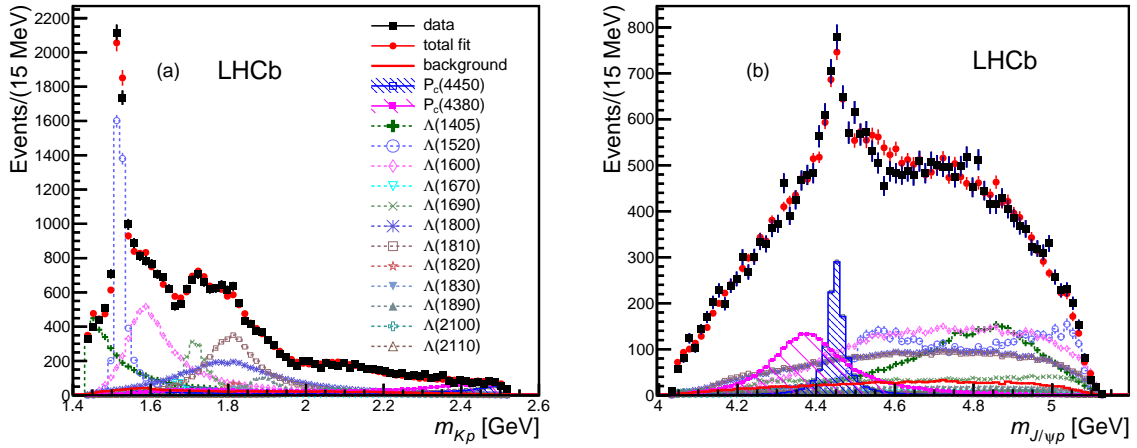 Events/(15 MeV)
2200
2000
1800
1600
1400
1200
1000
800
600
400
200
0
1.4
1.6
1.8
2
2.2
2.4
2.6
m_{Kp} [GeV]
(a)
LHCb
data
total fit
background
P_c(4450)
P_c(4380)
Λ(1405)
Λ(1520)
Λ(1600)
Λ(1670)
Λ(1690)
Λ(1800)
Λ(1810)
Λ(1820)
Λ(1830)
Λ(1890)
Λ(2100)
Λ(2110)
Events/(15 MeV)
800
700
600
500
400
300
200
100
0
4
4.2
4.4
4.6
4.8
5
m_{J/ψp} [GeV]
(b)
LHCb